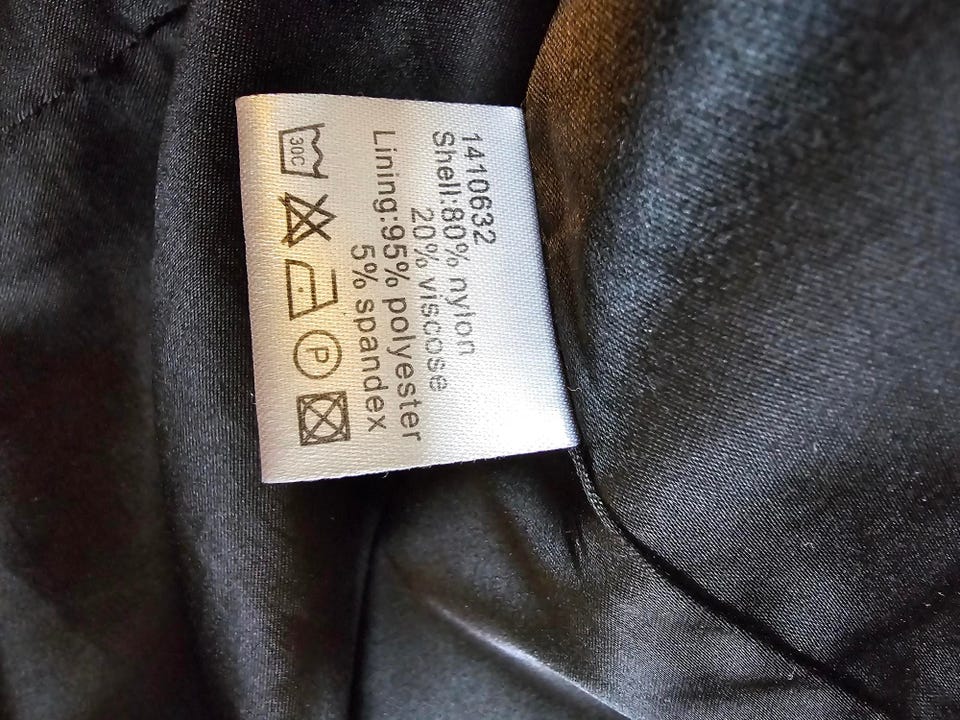 1410632
Shell:80% nylon
20% viscose
Lining:95% polyester
5% spandex
30C
P